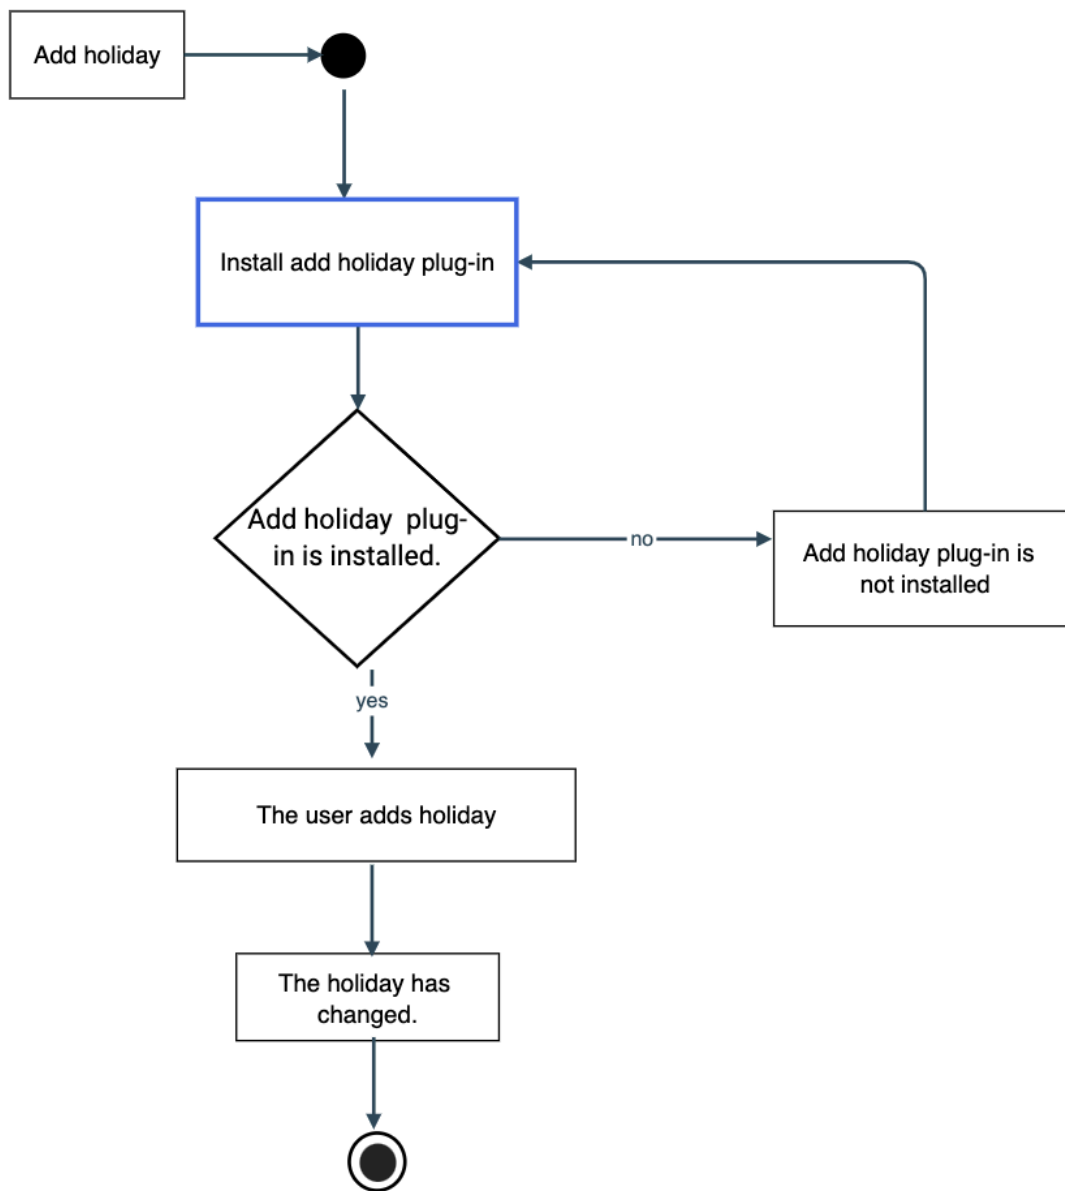 Add holiday
Install add holiday plug-in
Add holiday plug-
in is installed.
no
Add holiday plug-in is
not installed
yes
The user adds holiday
The holiday has
changed.